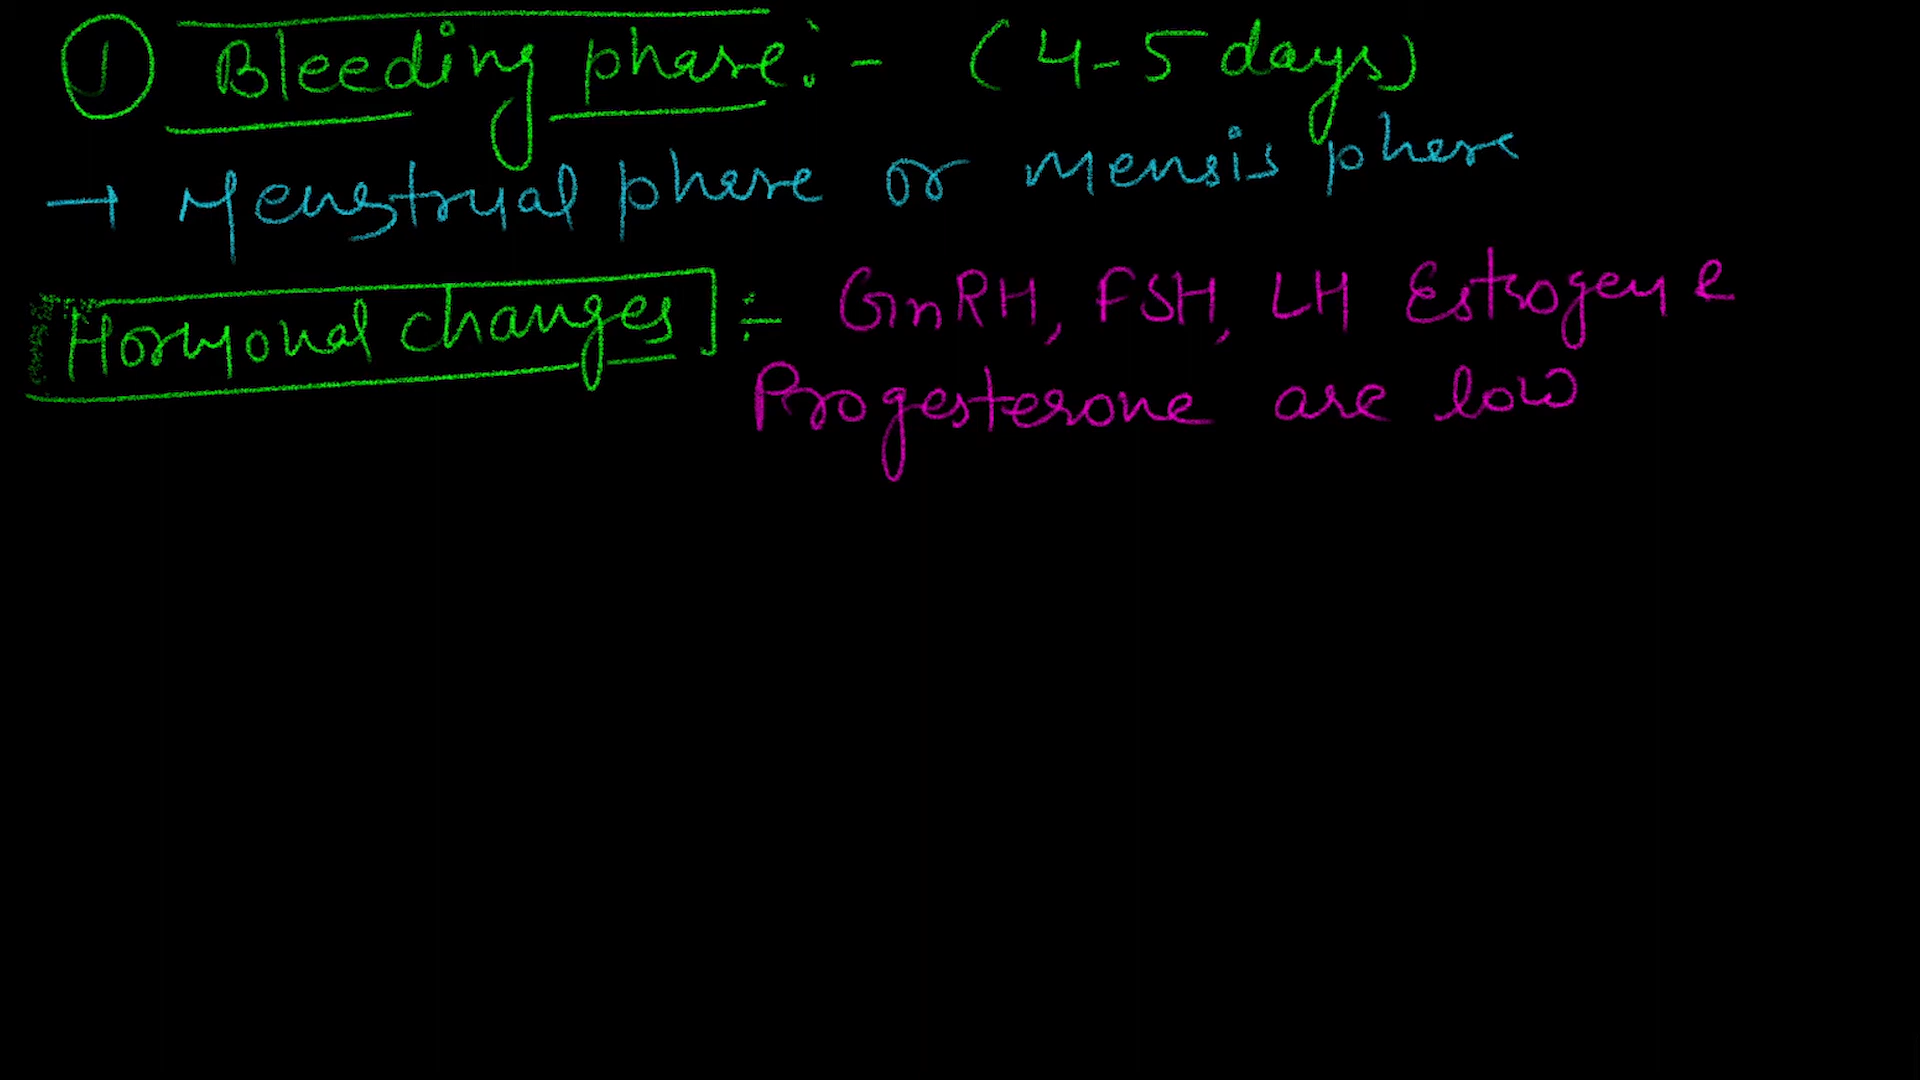 1 Bleeding phase:- (4-5 days)
→ Menstrual phase or Mensis phase
Hormonal changes :- GnRH, FSH, LH Estrogen &
Progesterone are low